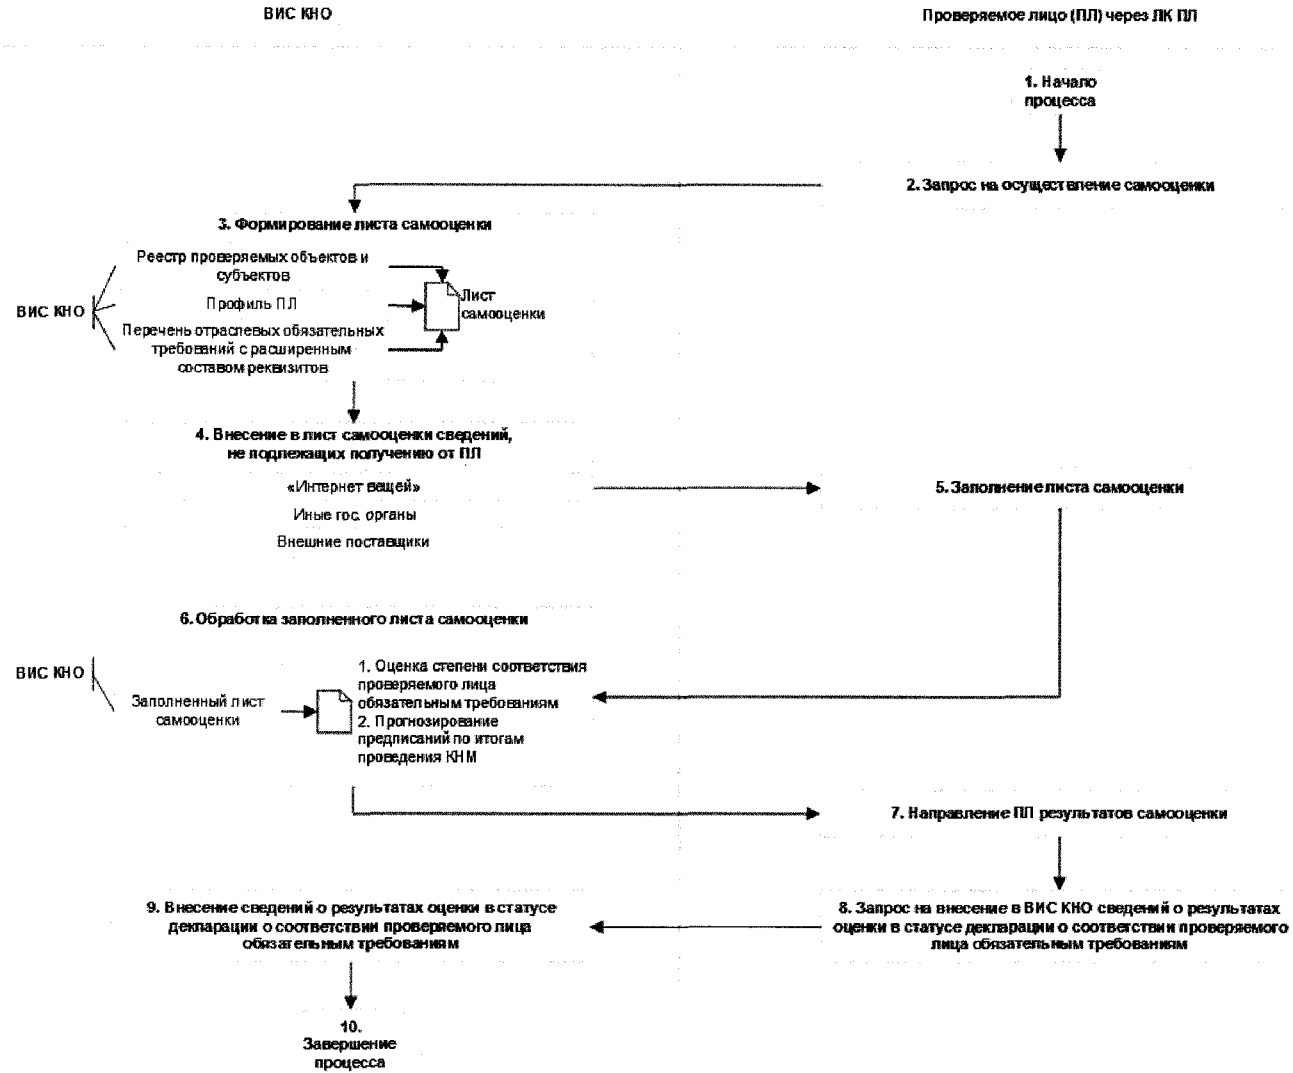 ВИС КНО
Проверяемое лицо (ПЛ) через ЛК ПЛ
1. Начало
процесса
2. Запрос на осуществление самооценки
3. Формирование листа самооценки
Реестр проверяемых объектов и
субъектов
ВИС КНО
Профиль ПЛ
Лист
самооценки
Перечень отраслевых обязательных
требований с расширенным
составом реквизитов
4. Внесение в лист самооценки сведений,
не подлежащих получению от ПЛ
«Интернет вещей»
Иные гос. органы
Внешние поставщики
5. Заполнение листа самооценки
6. Обработка заполненного листа самооценки
ВИС КНО
Заполненный лист
самооценки
1. Оценка степени соответствия
проверяемого лица
обязательным требованиям
2. Прогнозирование
предписаний по итогам
проведения КНМ
7. Направление ПЛ результатов самооценки
8. Запрос на внесение в ВИС КНО сведений о результатах
оценки в статусе декларации о соответствии проверяемого
лица обязательным требованиям
9. Внесение сведений о результатах оценки в статусе
декларации о соответствии проверяемого лица
обязательным требованиям
10.
Завершение
процесса